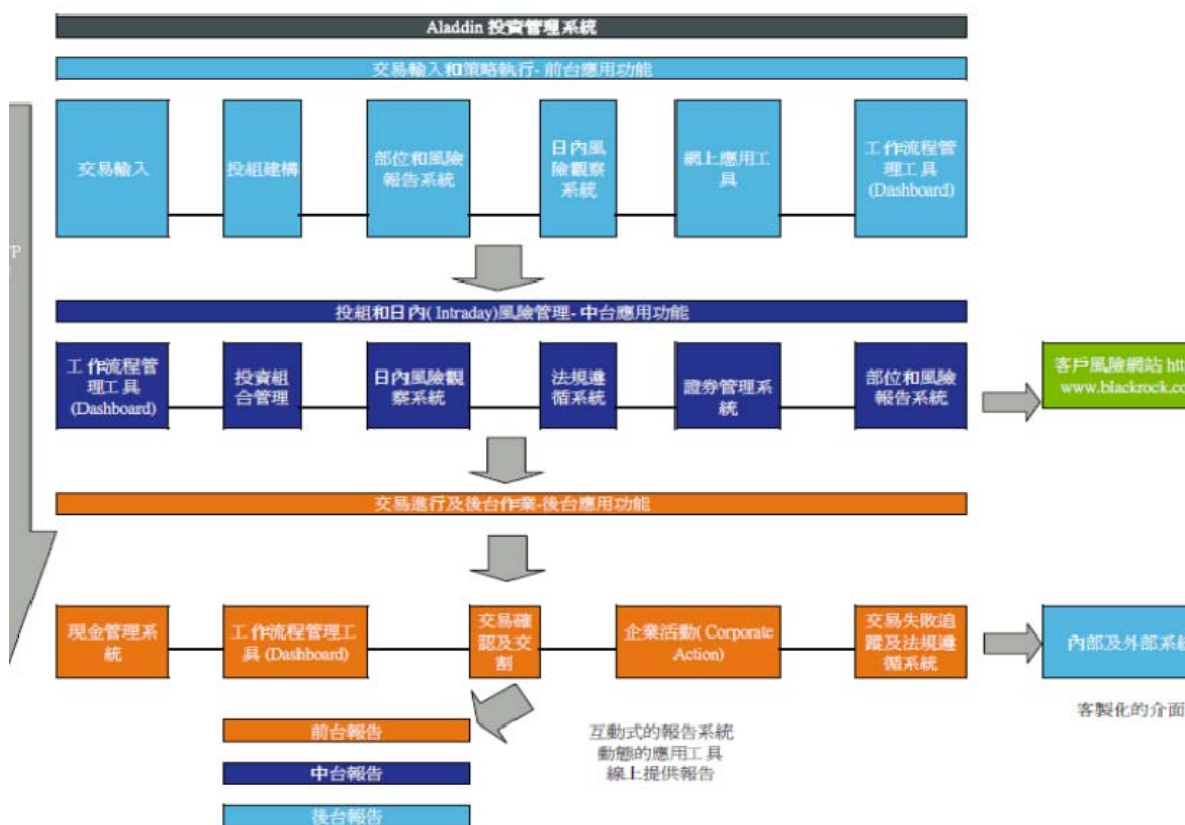 Aladdin 投資管理系統
交易輸入和策略執行- 前台應用功能
交易輸入
投組建構
部位和風險
報告系統
日內風
險觀察
系統
網上應用工
具
工作流程管
理工具
(Dashboard)
投組和日內( Intraday)風險管理- 中台應用功能
工作流程管
理工具
(Dashboard)
投資組
合管理
日內風險觀
察系統
法規遵
循系統
證券管理系
統
部位和風險
報告系統
客戶風險網站 htt
www.blackrock.co
交易進行及後台作業-後台應用功能
現金管理系
統
工作流程管理工
具 (Dashboard)
交易確
認及交
割
企業活動( Corporate
Action)
交易失敗追
蹤及法規遵
循系統
內部及外部系
客製化的介面
前台報告
中台報告
後台報告
互動式的報告系統
動態的應用工具
線上提供報告